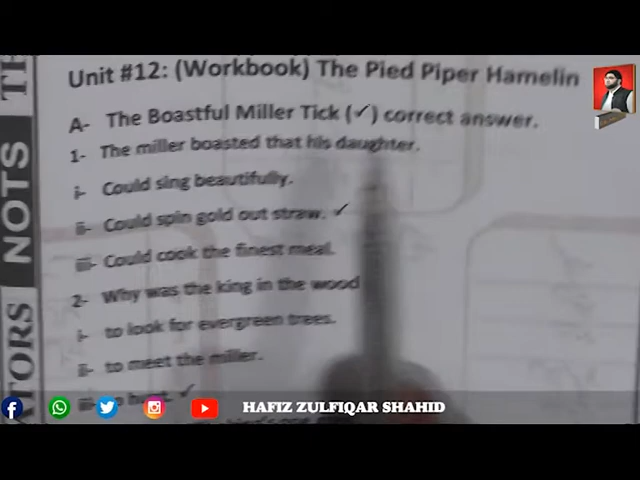 Unit #12: (Workbook) The Pied Piper Hamelin
A- The Boastful Miller Tick (✓) correct answer.
1- The miller boasted that his daughter.
i- Could sing beautifully.
ii- Could spin gold out straw. ✓
iii- Could cook the finest meal.
2- Why was the king in the wood
i- to look for evergreen trees.
ii- to meet the miller.
✓
HAFIZ ZULFIQAR SHAHID
NOTS